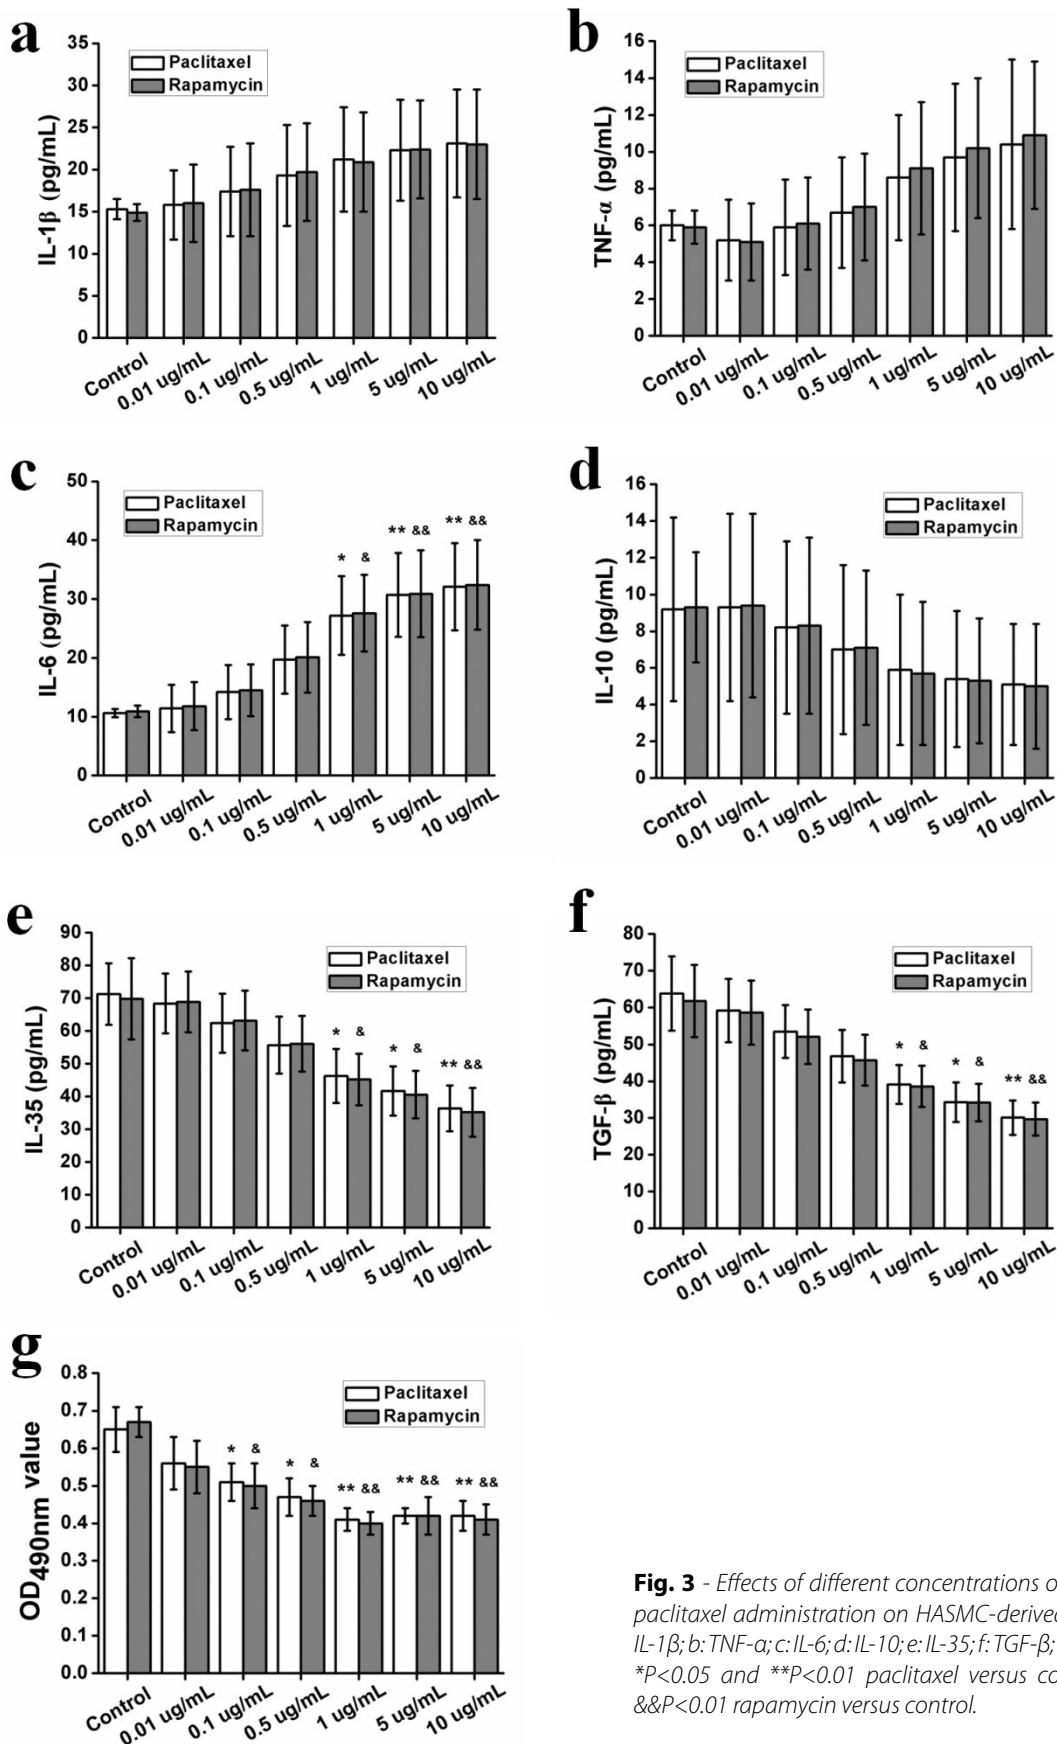 a
35
30
25
20
15
10
5
0
IL-1β (pg/mL)
Paclitaxel
Rapamycin
Control
0.01 ug/mL
0.1 ug/mL
0.5 ug/mL
1 ug/mL
5 ug/mL
10 ug/mL
b
16
14
12
10
8
6
4
2
0
TNF-α (pg/mL)
Paclitaxel
Rapamycin
Control
0.01 ug/mL
0.1 ug/mL
0.5 ug/mL
1 ug/mL
5 ug/mL
10 ug/mL
c
50
40
30
20
10
0
IL-6 (pg/mL)
Paclitaxel
Rapamycin
* & ** && ** &&
Control
0.01 ug/mL
0.1 ug/mL
0.5 ug/mL
1 ug/mL
5 ug/mL
10 ug/mL
d
16
14
12
10
8
6
4
2
0
IL-10 (pg/mL)
Paclitaxel
Rapamycin
Control
0.01 ug/mL
0.1 ug/mL
0.5 ug/mL
1 ug/mL
5 ug/mL
10 ug/mL
e
90
80
70
60
50
40
30
20
10
0
IL-35 (pg/mL)
Paclitaxel
Rapamycin
* & * & ** &&
Control
0.01 ug/mL
0.1 ug/mL
0.5 ug/mL
1 ug/mL
5 ug/mL
10 ug/mL
f
80
70
60
50
40
30
20
10
0
TGF-β (pg/mL)
Paclitaxel
Rapamycin
* & * & ** &&
Control
0.01 ug/mL
0.1 ug/mL
0.5 ug/mL
1 ug/mL
5 ug/mL
10 ug/mL
g
0.8
0.7
0.6
0.5
0.4
0.3
0.2
0.1
0.0
OD490nm value
Paclitaxel
Rapamycin
* & * & ** && ** && ** &&
Control
0.01 ug/mL
0.1 ug/mL
0.5 ug/mL
1 ug/mL
5 ug/mL
10 ug/mL
Fig. 3 - Effects of different concentrations o
paclitaxel administration on HASMC-derived
IL-1β; b: TNF-α; c: IL-6; d: IL-10; e: IL-35; f: TGF-β;
*P<0.05 and **P<0.01 paclitaxel versus co
&&P<0.01 rapamycin versus control.